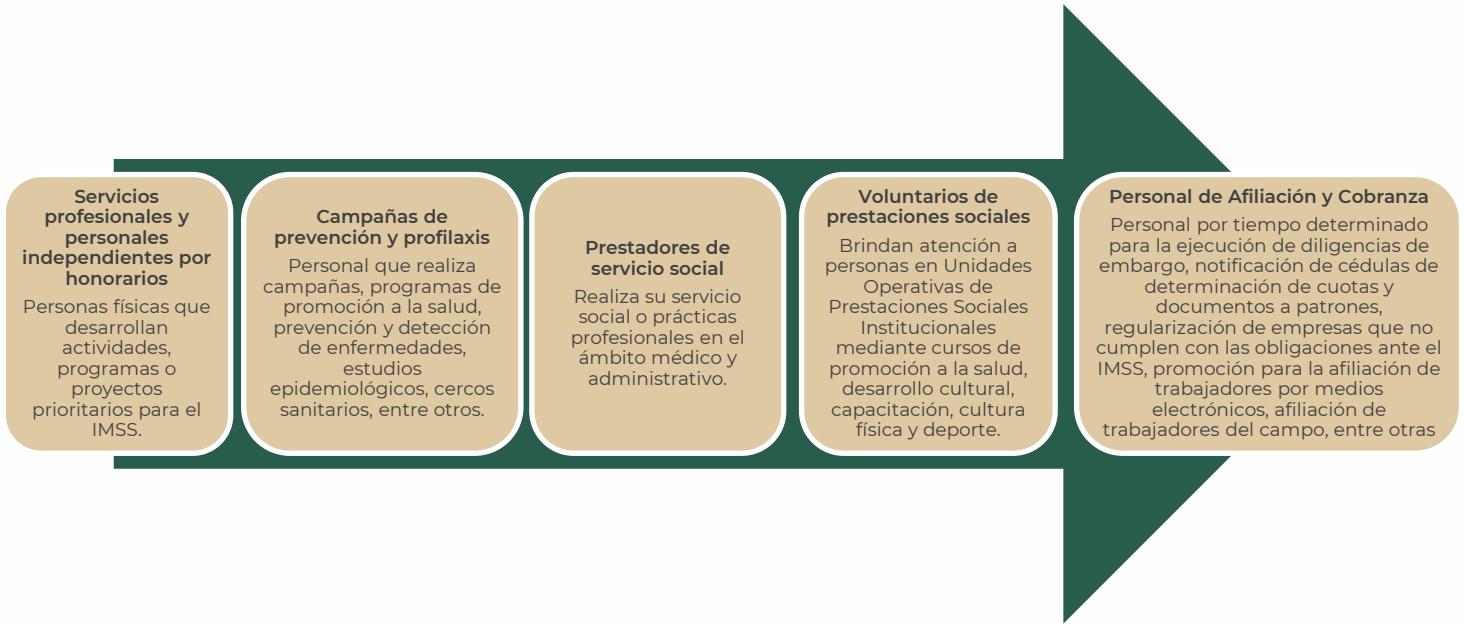 Servicios
profesionales y
personales
independientes por
honorarios
Personas físicas que
desarrollan
actividades,
programas o
proyectos
prioritarios para el
IMSS.
Campañas de
prevención y profilaxis
Personal que realiza
campañas, programas de
promoción a la salud,
prevención y detección
de enfermedades,
estudios
epidemiológicos, cercos
sanitarios, entre otros.
Prestadores de
servicio social
Realiza su servicio
social o prácticas
profesionales en el
ámbito médico y
administrativo.
Voluntarios de
prestaciones sociales
Brindan atención a
personas en Unidades
Operativas de
Prestaciones Sociales
Institucionales
mediante cursos de
promoción a la salud,
desarrollo cultural,
capacitación, cultura
física y deporte.
Personal de Afiliación y Cobranza
Personal por tiempo determinado
para la ejecución de diligencias de
embargo, notificación de cédulas de
determinación de cuotas y
documentos a patrones,
regularización de empresas que no
cumplen con las obligaciones ante el
IMSS, promoción para la afiliación de
trabajadores por medios
electrónicos, afiliación de
trabajadores del campo, entre otras